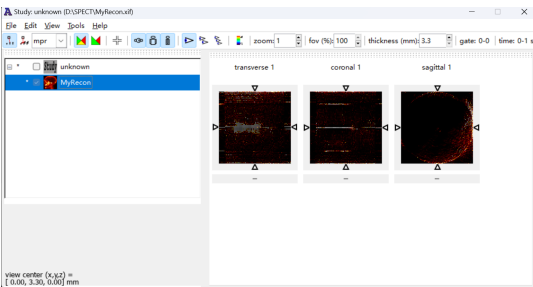 Study: unknown (D:\SPECT\MyRecon.xif)
File Edit View Tools Help
mpr zoom: 1 fov (%): 100 thickness (mm): 3.3 gate: 0-0 time: 0-1 s
unknown
MyRecon
transverse 1 coronal 1 sagittal 1
view center (x,y,z) =
[ 0.00, 3.30, 0.00] mm